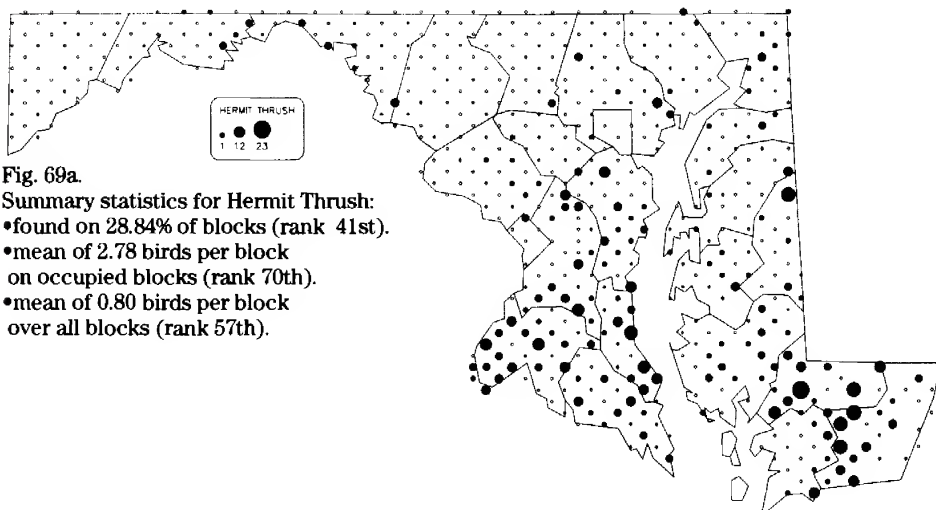 HERMIT THRUSH
1 12 23
Fig. 69a.
Summary statistics for Hermit Thrush:
•found on 28.84% of blocks (rank 41st).
•mean of 2.78 birds per block
on occupied blocks (rank 70th).
•mean of 0.80 birds per block
over all blocks (rank 57th).